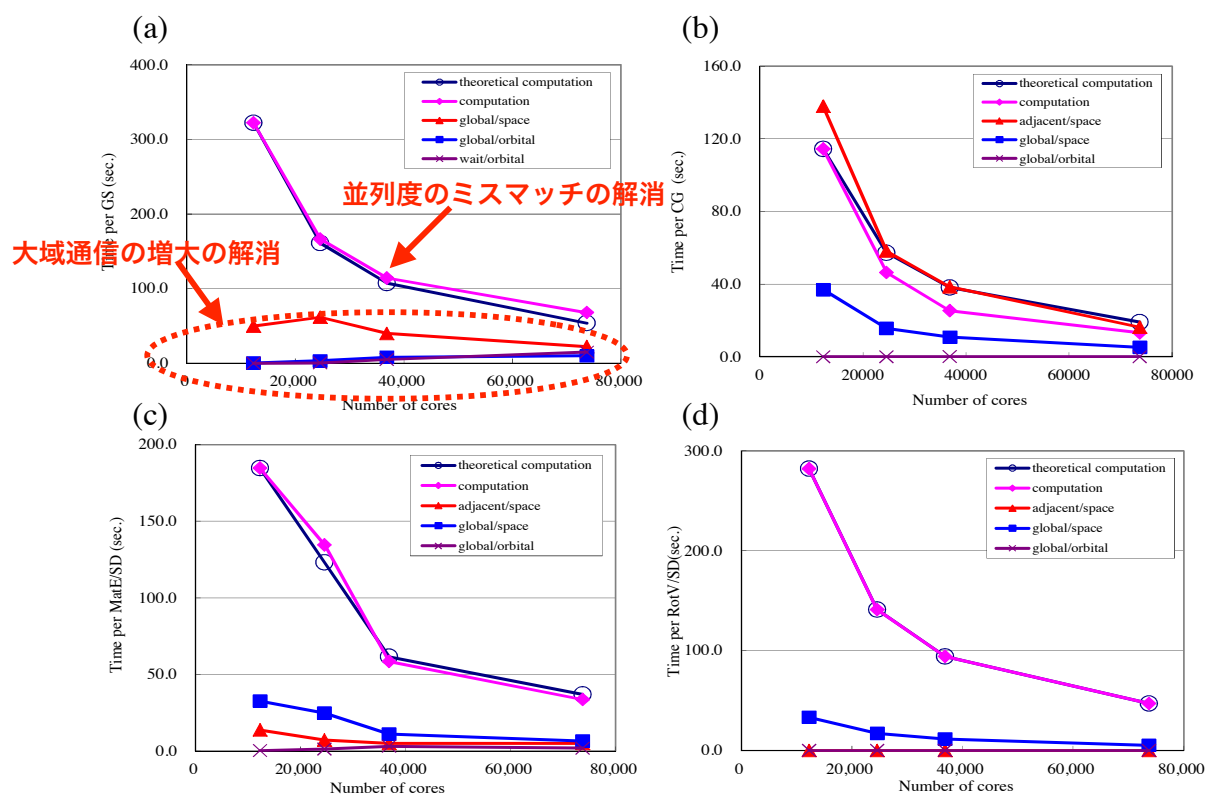 (a)
400.0
300.0
200.0
100.0
0.0
0
20,000
40,000
60,000
80,000
Time per GS (sec.)
Number of cores
theoretical computation
computation
global/space
global/orbital
wait/orbital
並列度のミスマッチの解消
大域通信の増大の解消
(b)
160.0
120.0
80.0
40.0
0.0
0
20000
40000
60000
80000
Time per CG (sec.)
Number of cores
theoretical computation
computation
adjacent/space
global/space
global/orbital
(c)
200.0
150.0
100.0
50.0
0.0
0
20,000
40,000
60,000
80,000
Time per MatE/SD (sec.)
Number of cores
theoretical computation
computation
adjacent/space
global/space
global/orbital
(d)
300.0
200.0
100.0
0.0
0
20,000
40,000
60,000
80,000
Time per RotV/SD(sec.)
Number of cores
theoretical computation
computation
adjacent/space
global/space
global/orbital